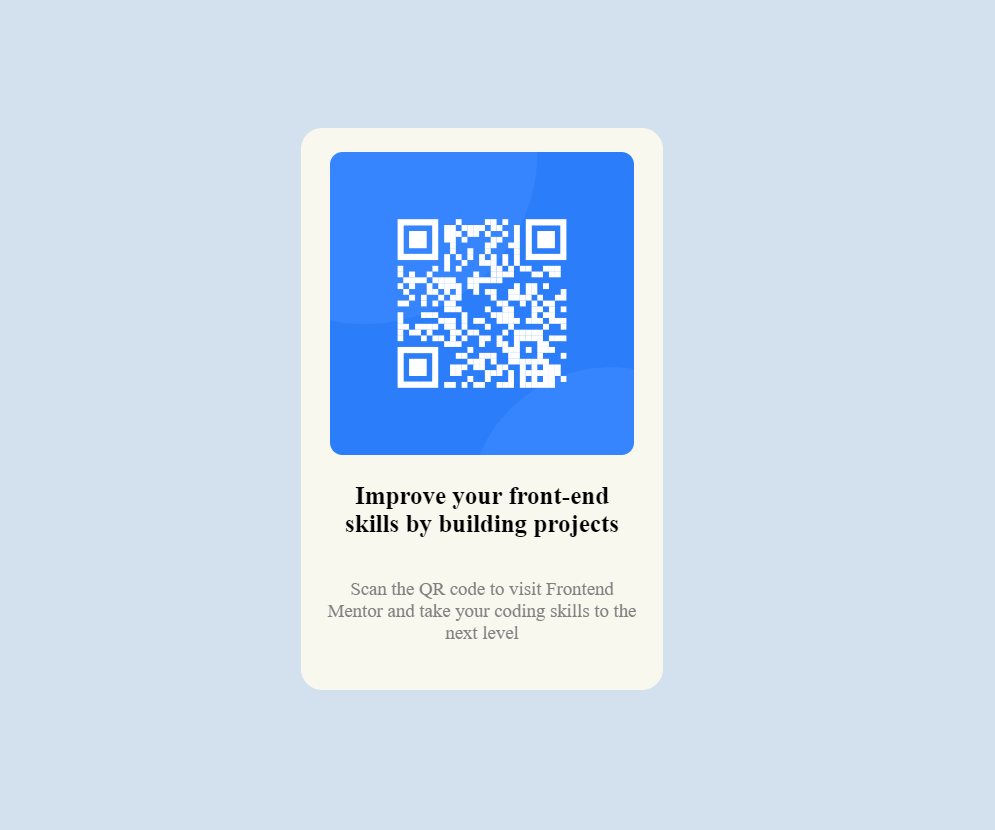 Improve your front-end
skills by building projects
Scan the QR code to visit Frontend
Mentor and take your coding skills to the
next level